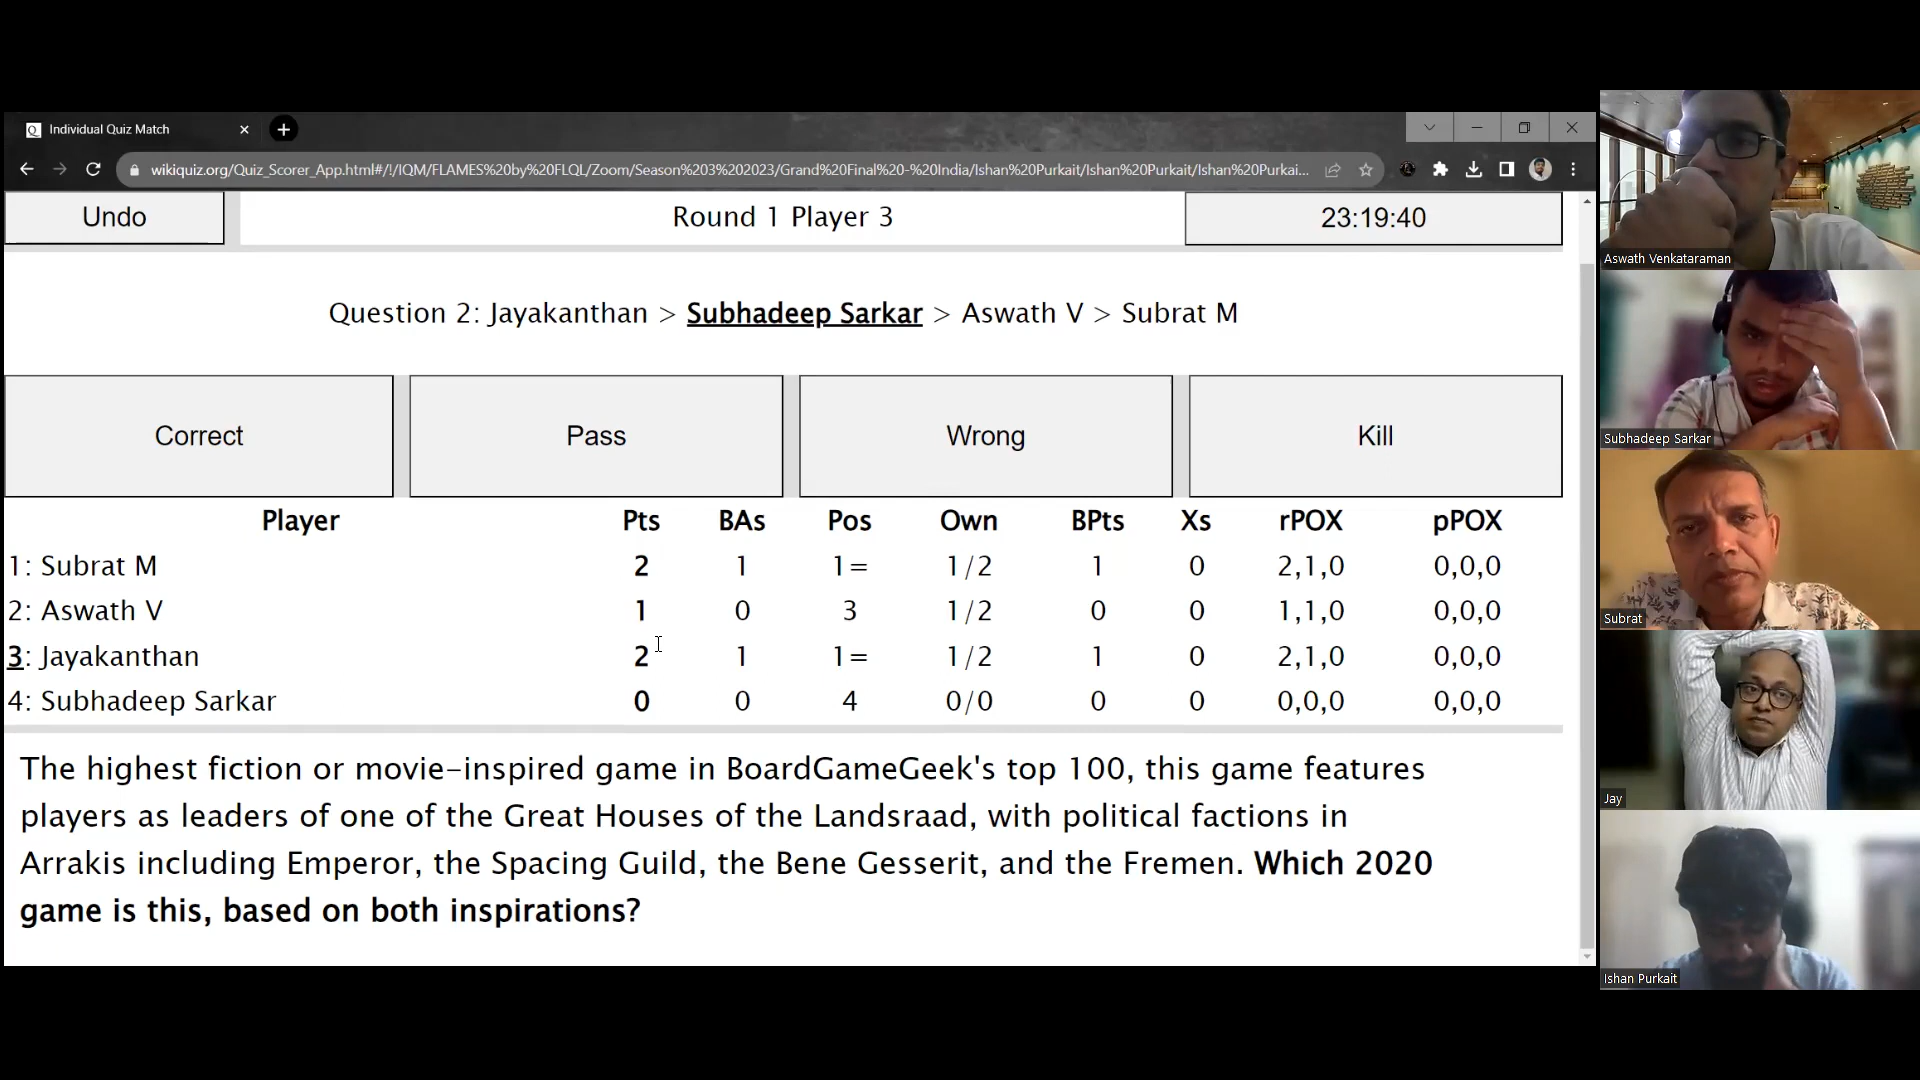 Individual Quiz Match
wikiquiz.org/Quiz_Scorer_App.html#/!/IQM/FLAMES%20by%20FLQL/Zoom/Season%203%202023/Grand%20Final%20-%20India/Ishan%20Purkait/Ishan%20Purkait/Ishan%20Purkai...
Undo
Round 1 Player 3
23:19:40
Question 2: Jayakanthan > Subhadeep Sarkar > Aswath V > Subrat M
Correct
Pass
Wrong
Kill
Player Pts BAs Pos Own BPts Xs rPOX pPOX
1: Subrat M 2 1 1= 1/2 1 0 2,1,0 0,0,0
2: Aswath V 1 0 3 1/2 0 0 1,1,0 0,0,0
3: Jayakanthan 2 1 1= 1/2 1 0 2,1,0 0,0,0
4: Subhadeep Sarkar 0 0 4 0/0 0 0 0,0,0 0,0,0
The highest fiction or movie-inspired game in BoardGameGeek's top 100, this game features
players as leaders of one of the Great Houses of the Landsraad, with political factions in
Arrakis including Emperor, the Spacing Guild, the Bene Gesserit, and the Fremen. Which 2020
game is this, based on both inspirations?
Aswath Venkataraman
Subhadeep Sarkar
Subrat
Jay
Ishan Purkait